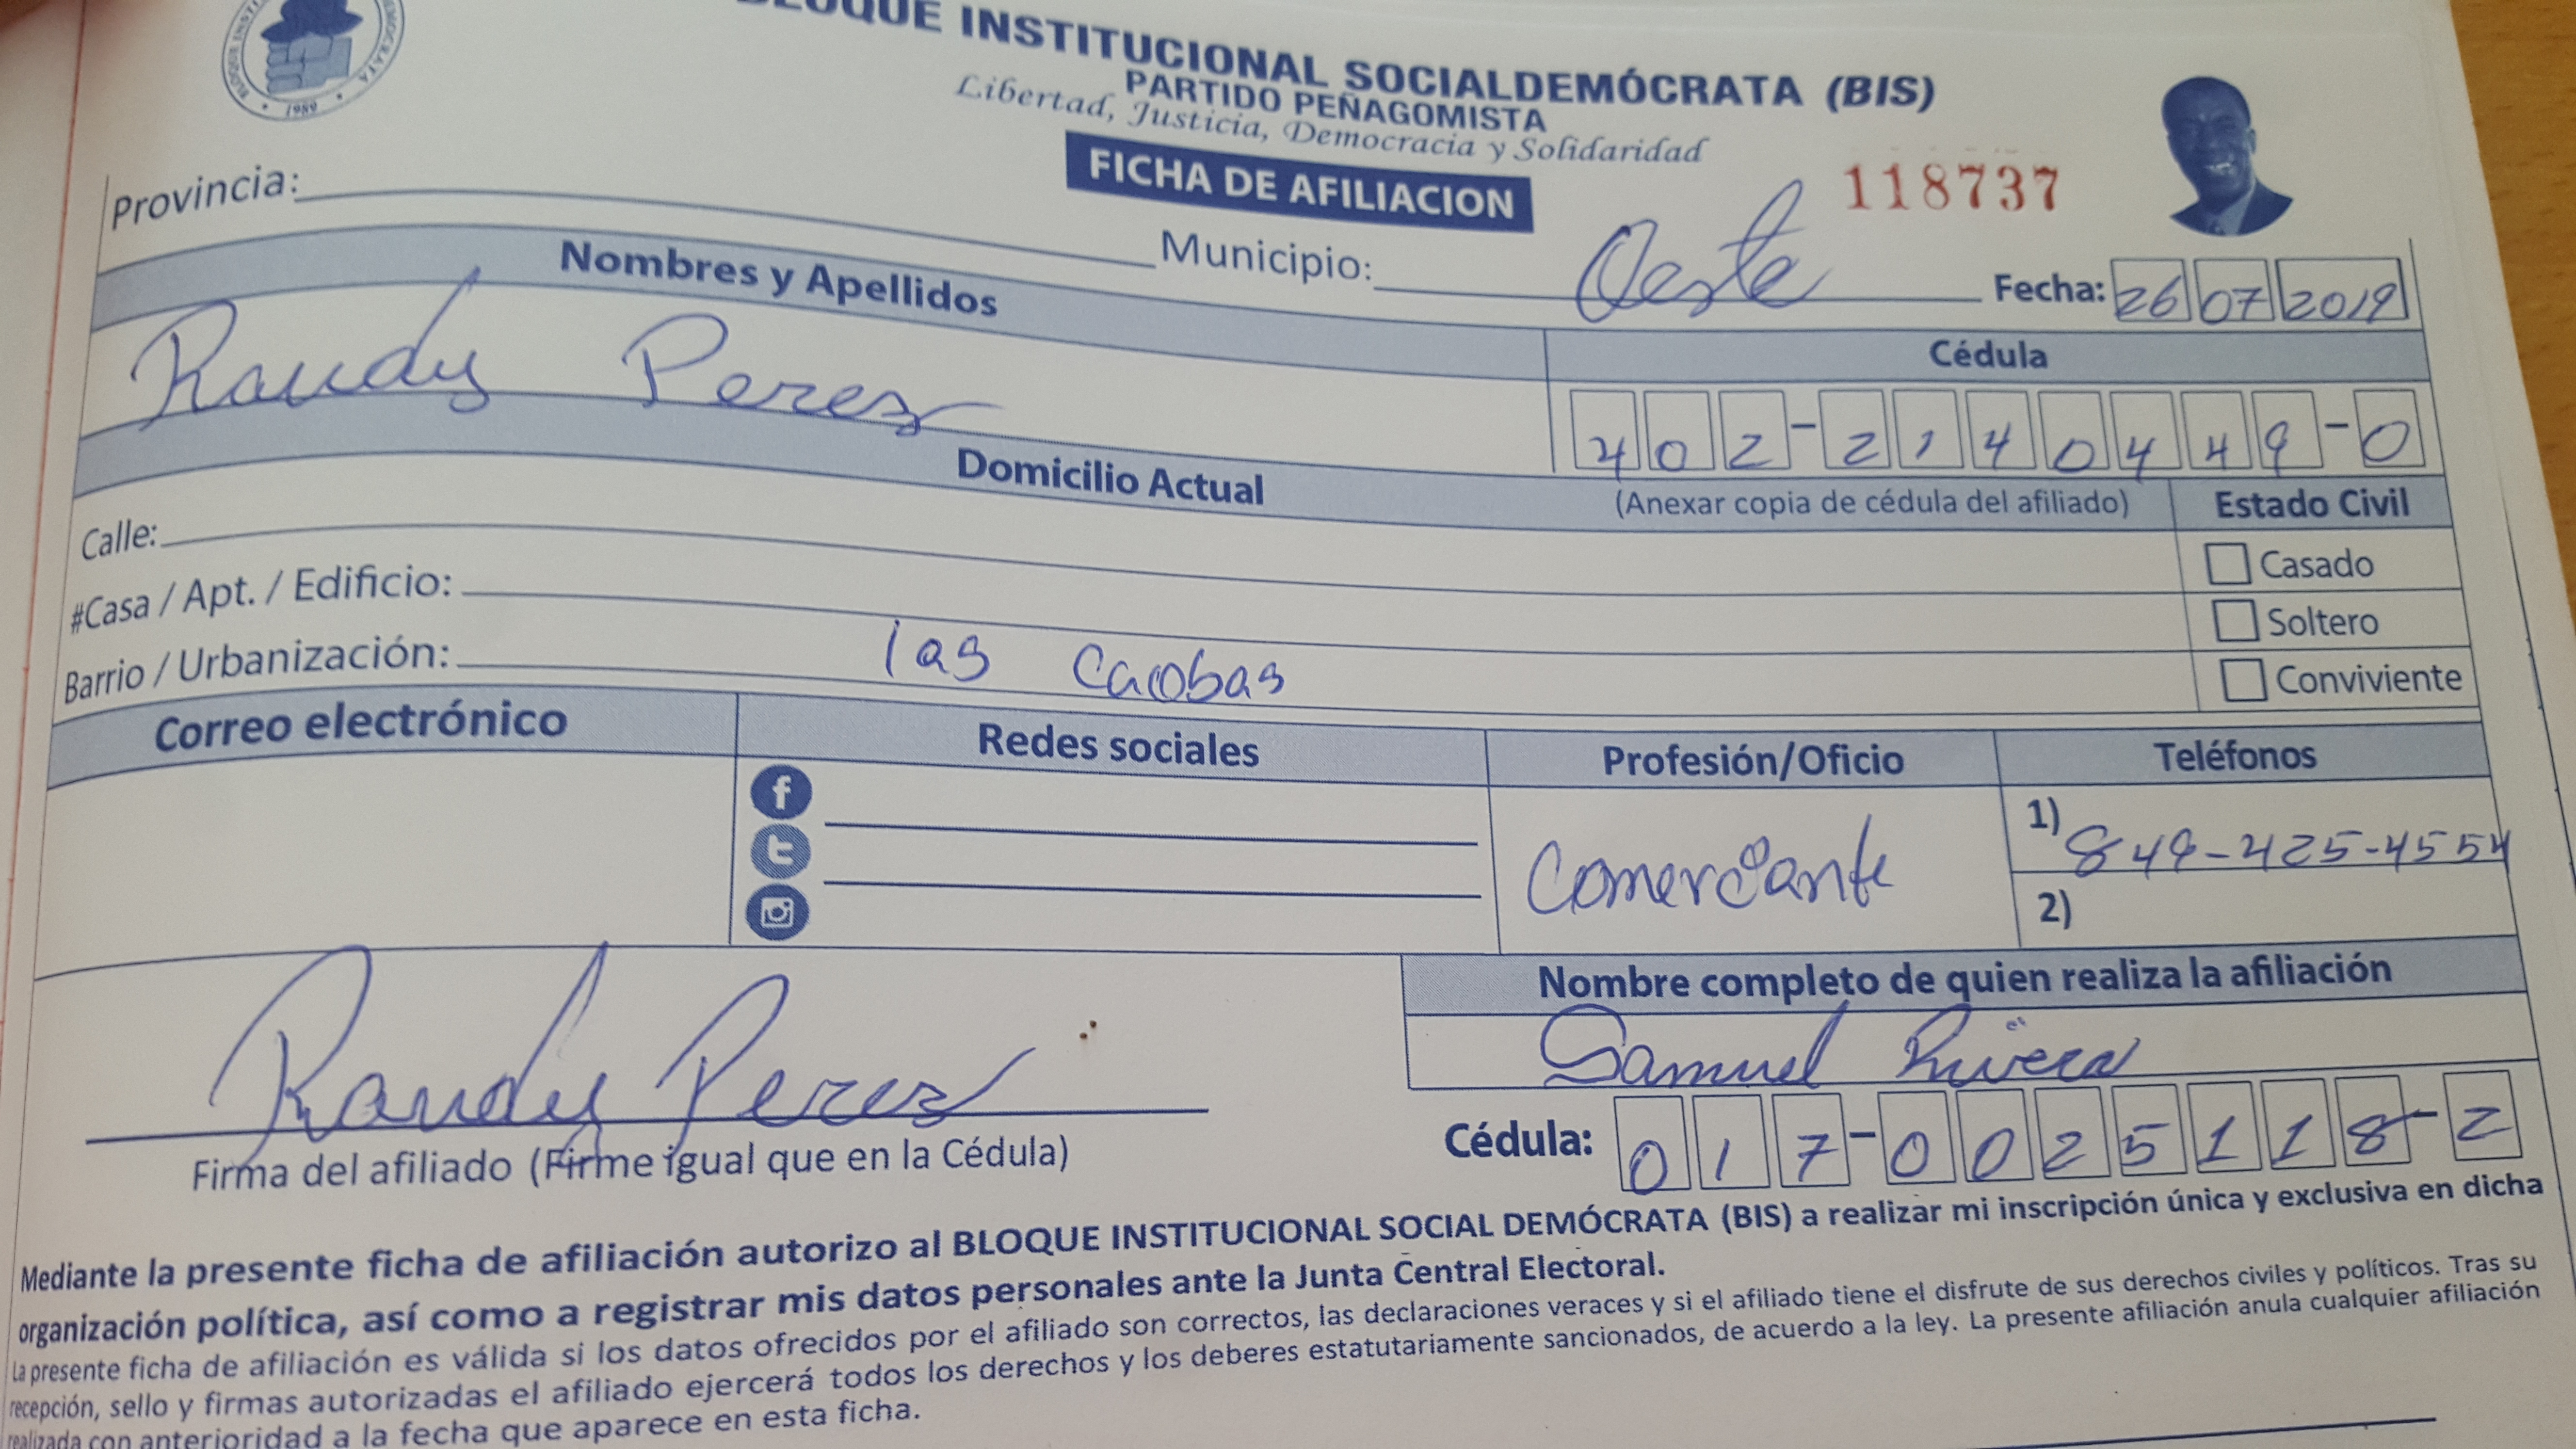 BLOQUE INSTITUCIONAL SOCIALDEMÓCRATA (BIS)
PARTIDO PEÑAGOMISTA
Libertad, Justicia, Democracia y Solidaridad
FICHA DE AFILIACION
118737
1989
Provincia:
Municipio: Oeste
Fecha: 26 07 2019
Nombres y Apellidos
Randy Perez
Cédula
402-2140449-0
(Anexar copia de cédula del afiliado)
Domicilio Actual
Calle:
#Casa / Apt. / Edificio:
Barrio / Urbanización: las Caobas
Estado Civil
Casado
Soltero
Conviviente
Correo electrónico
Redes sociales
Profesión/Oficio
Comerciante
Teléfonos
1) 849-425-4554
2)
Randy Perez
Firma del afiliado (Firme igual que en la Cédula)
Nombre completo de quien realiza la afiliación
Samuel Rivera
Cédula: 017-0025118-2
Mediante la presente ficha de afiliación autorizo al BLOQUE INSTITUCIONAL SOCIAL DEMÓCRATA (BIS) a realizar mi inscripción única y exclusiva en dicha
organización política, así como a registrar mis datos personales ante la Junta Central Electoral.
La presente ficha de afiliación es válida si los datos ofrecidos por el afiliado son correctos, las declaraciones veraces y si el afiliado tiene el disfrute de sus derechos civiles y políticos. Tras su
recepción, sello y firmas autorizadas el afiliado ejercerá todos los derechos y los deberes estatutariamente sancionados, de acuerdo a la ley. La presente afiliación anula cualquier afiliación
realizada con anterioridad a la fecha que aparece en esta ficha.